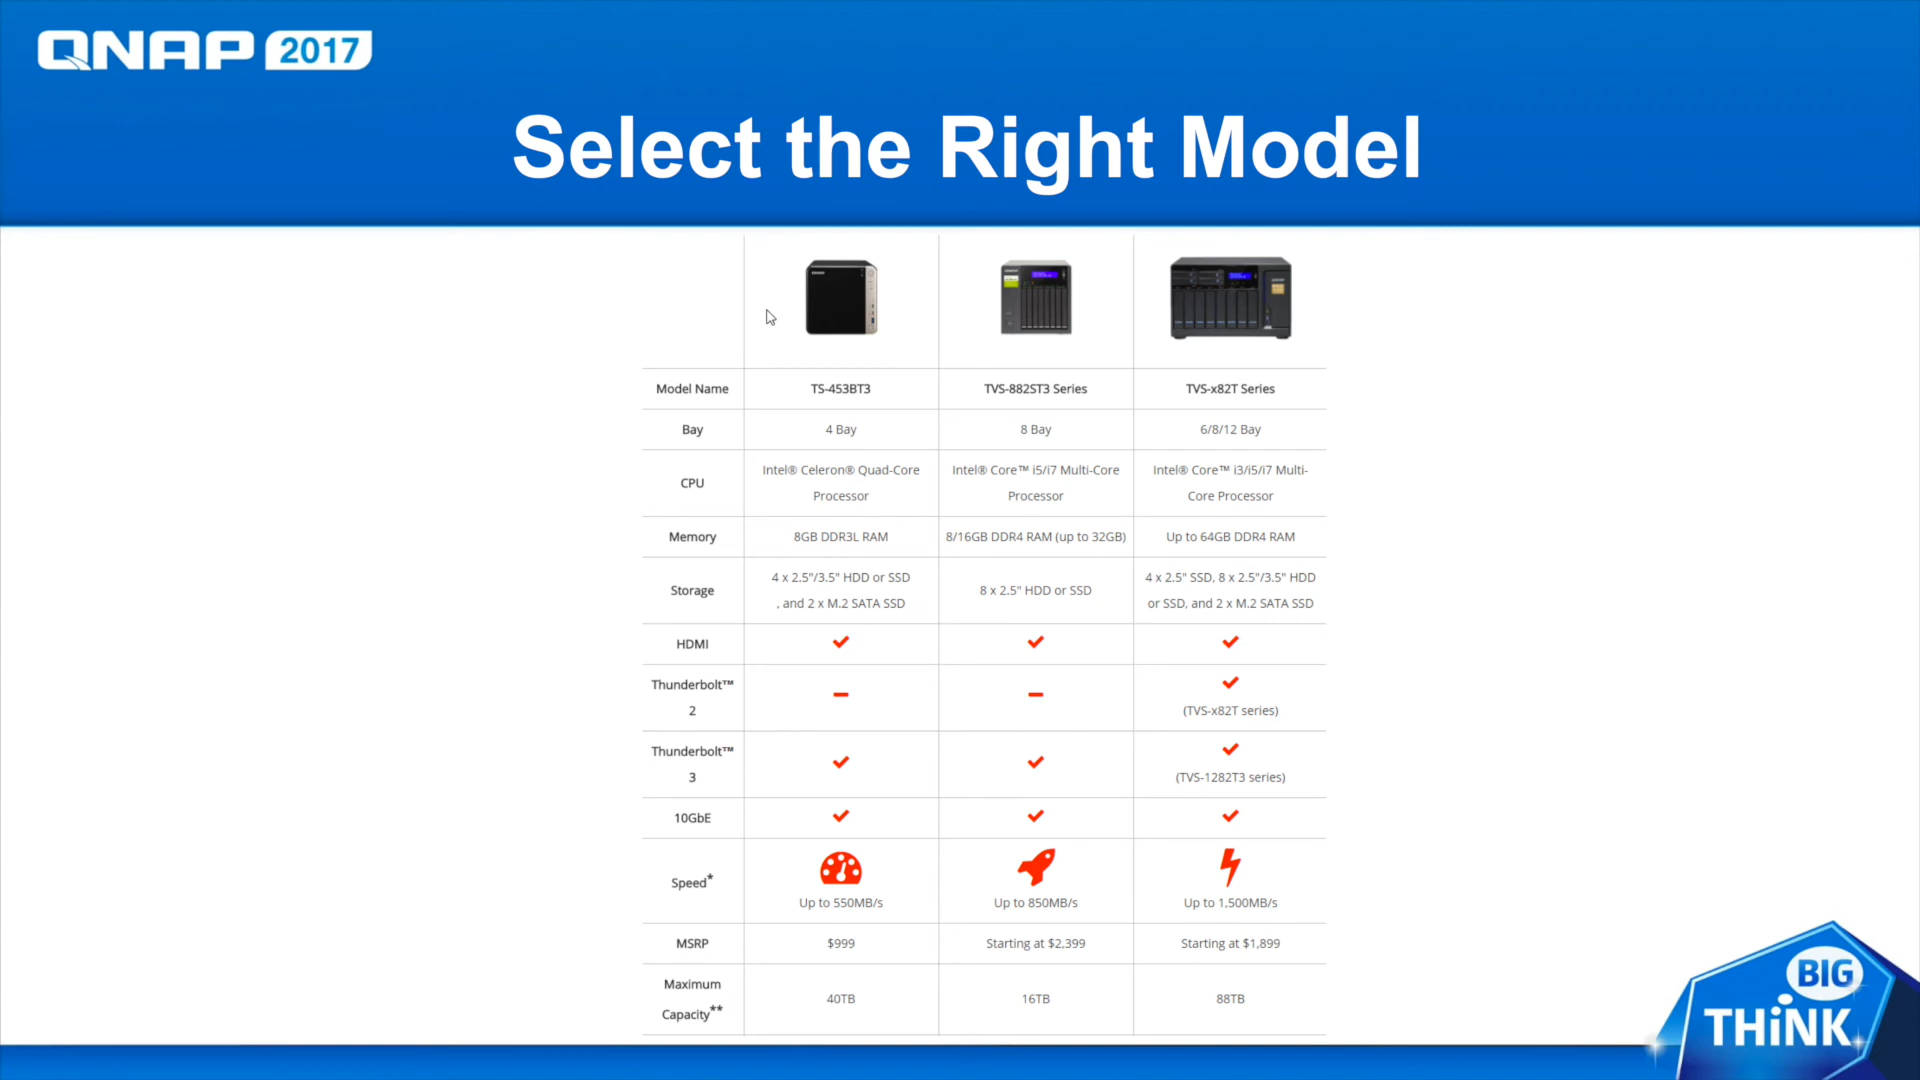 QNAP 2017
Select the Right Model
Model Name TS-453BT3 TVS-882ST3 Series TVS-x82T Series
Bay 4 Bay 8 Bay 6/8/12 Bay
CPU Intel® Celeron® Quad-Core Processor Intel® Core™ i5/i7 Multi-Core Processor Intel® Core™ i3/i5/i7 Multi-Core Processor
Memory 8GB DDR3L RAM 8/16GB DDR4 RAM (up to 32GB) Up to 64GB DDR4 RAM
Storage 4 x 2.5"/3.5" HDD or SSD , and 2 x M.2 SATA SSD 8 x 2.5" HDD or SSD 4 x 2.5" SSD, 8 x 2.5"/3.5" HDD or SSD, and 2 x M.2 SATA SSD
HDMI
Thunderbolt™ 2 (TVS-x82T series)
Thunderbolt™ 3 (TVS-1282T3 series)
10GbE
Speed* Up to 550MB/s Up to 850MB/s Up to 1,500MB/s
MSRP $999 Starting at $2,399 Starting at $1,899
Maximum Capacity** 40TB 16TB 88TB
BIG
THiNK